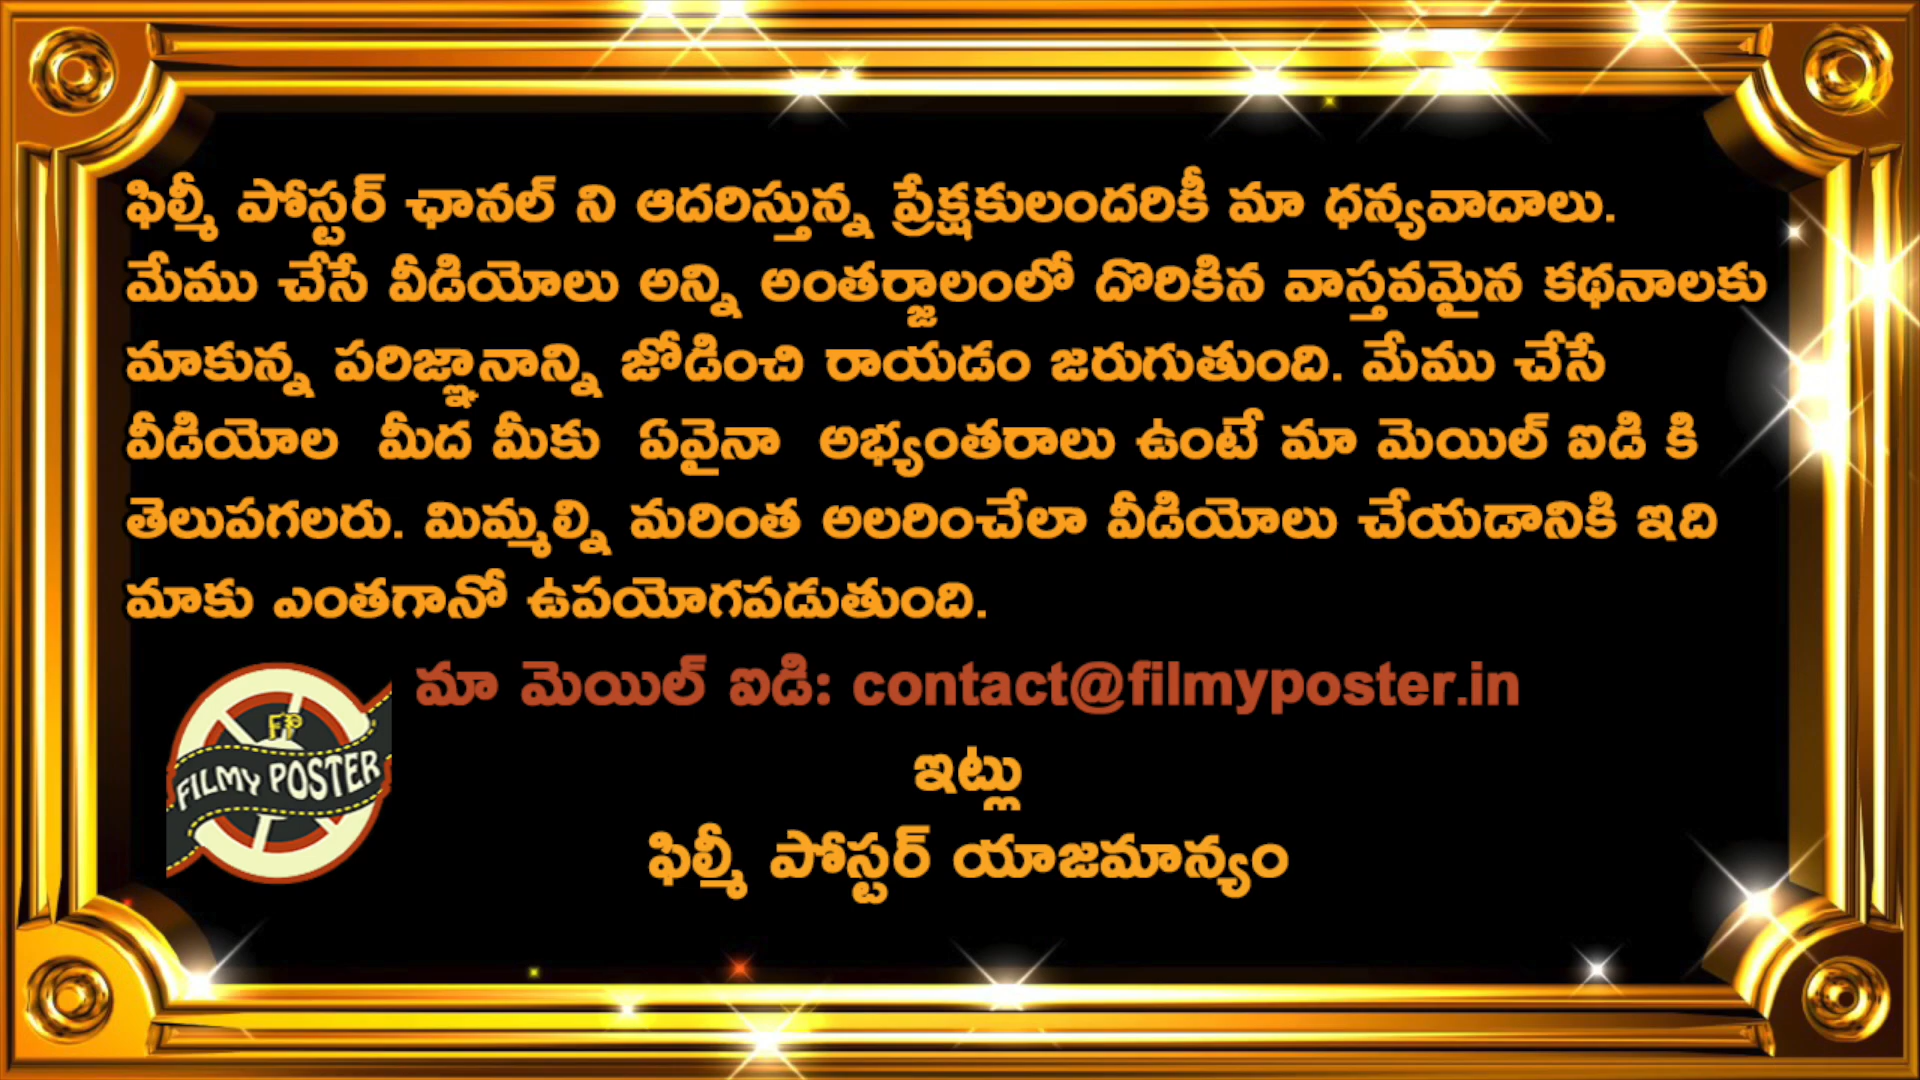 ఫిల్మీ పోస్టర్ ఛానల్ ని ఆదరిస్తున్న ప్రేక్షకులందరికీ మా ధన్యవాదాలు.
మేము చేసే వీడియోలు అన్ని అంతర్జాలంలో దొరికిన వాస్తవమైన కథనాలకు
మాకున్న పరిజ్ఞానాన్ని జోడించి రాయడం జరుగుతుంది. మేము చేసే
వీడియోల మీద మీకు ఏవైనా అభ్యంతరాలు ఉంటే మా మెయిల్ ఐడి కి
తెలుపగలరు. మిమ్మల్ని మరింత అలరించేలా వీడియోలు చేయడానికి ఇది
మాకు ఎంతగానో ఉపయోగపడుతుంది.
మా మెయిల్ ఐడి: contact@filmyposter.in
FP
FILMY POSTER
ఇట్లు
ఫిల్మీ పోస్టర్ యాజమాన్యం